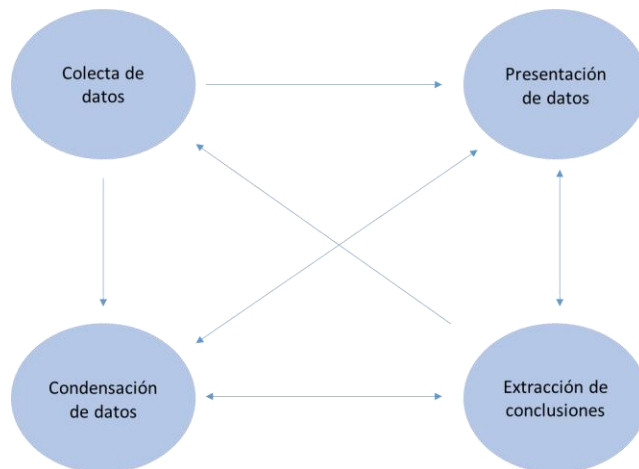 Colecta de
datos
Presentación
de datos
Condensación
de datos
Extracción de
conclusiones